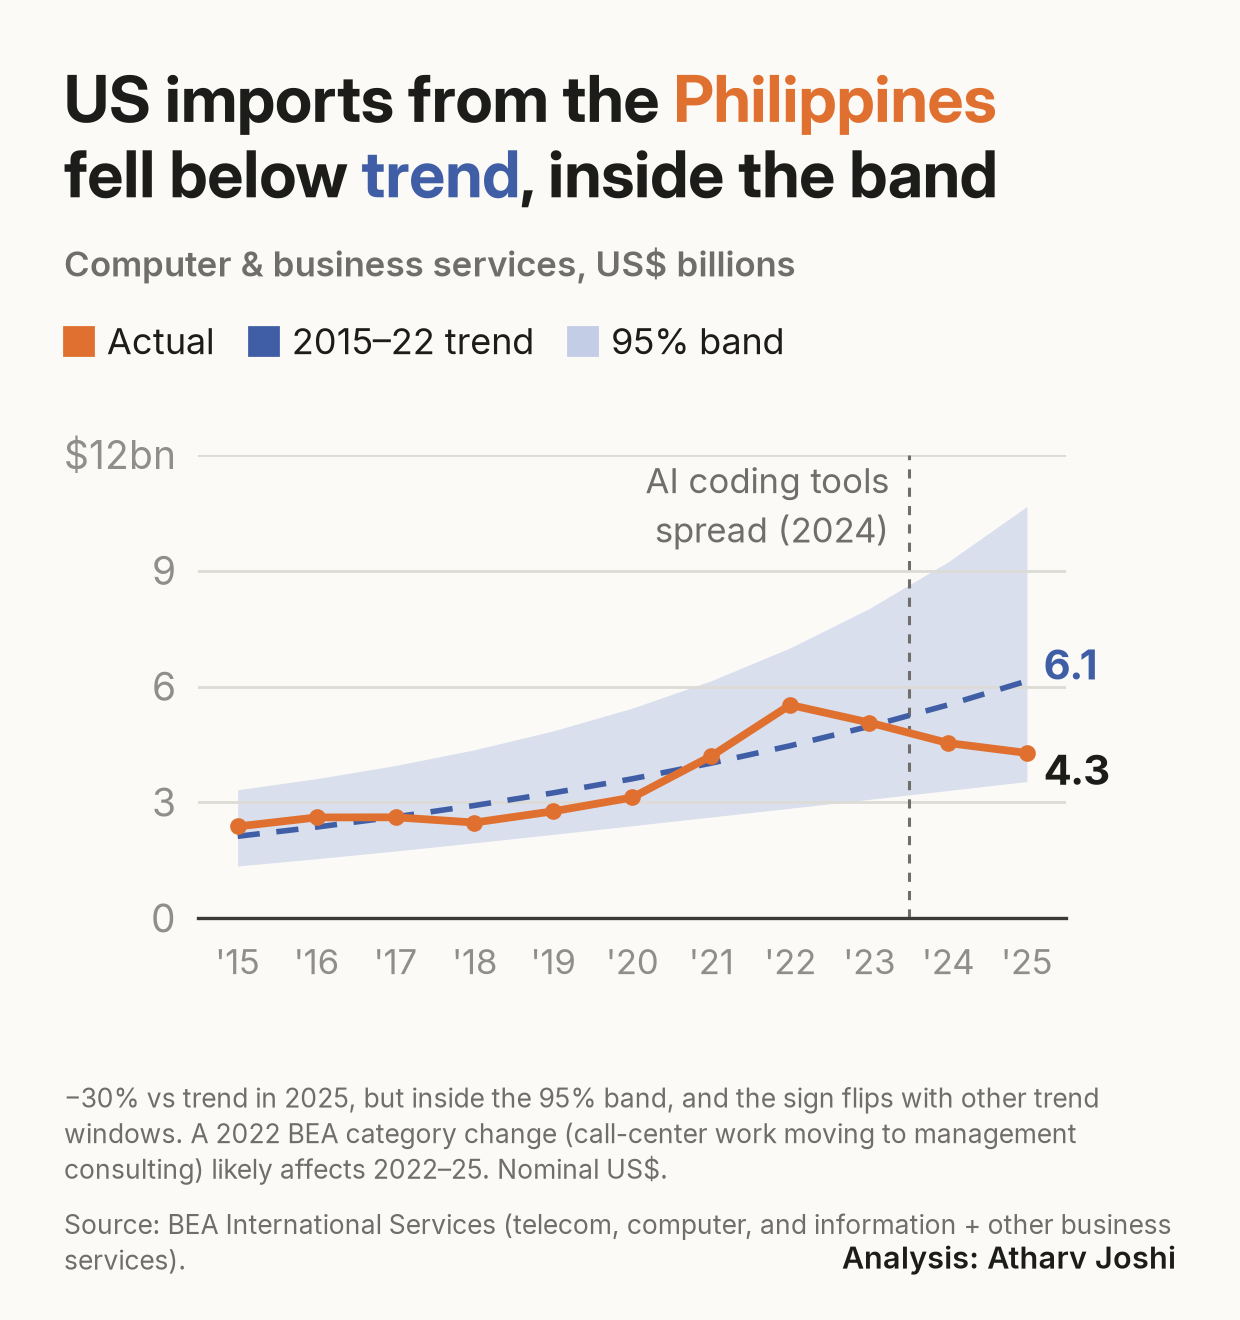 US imports from the Philippines
fell below trend, inside the band
Computer & business services, US$ billions
Actual 2015–22 trend 95% band
$12bn
AI coding tools
spread (2024)
9
6.1
6
4.3
3
0
'15 '16 '17 '18 '19 '20 '21 '22 '23 '24 '25
−30% vs trend in 2025, but inside the 95% band, and the sign flips with other trend
windows. A 2022 BEA category change (call-center work moving to management
consulting) likely affects 2022–25. Nominal US$.
Source: BEA International Services (telecom, computer, and information + other business
services).
Analysis: Atharv Joshi